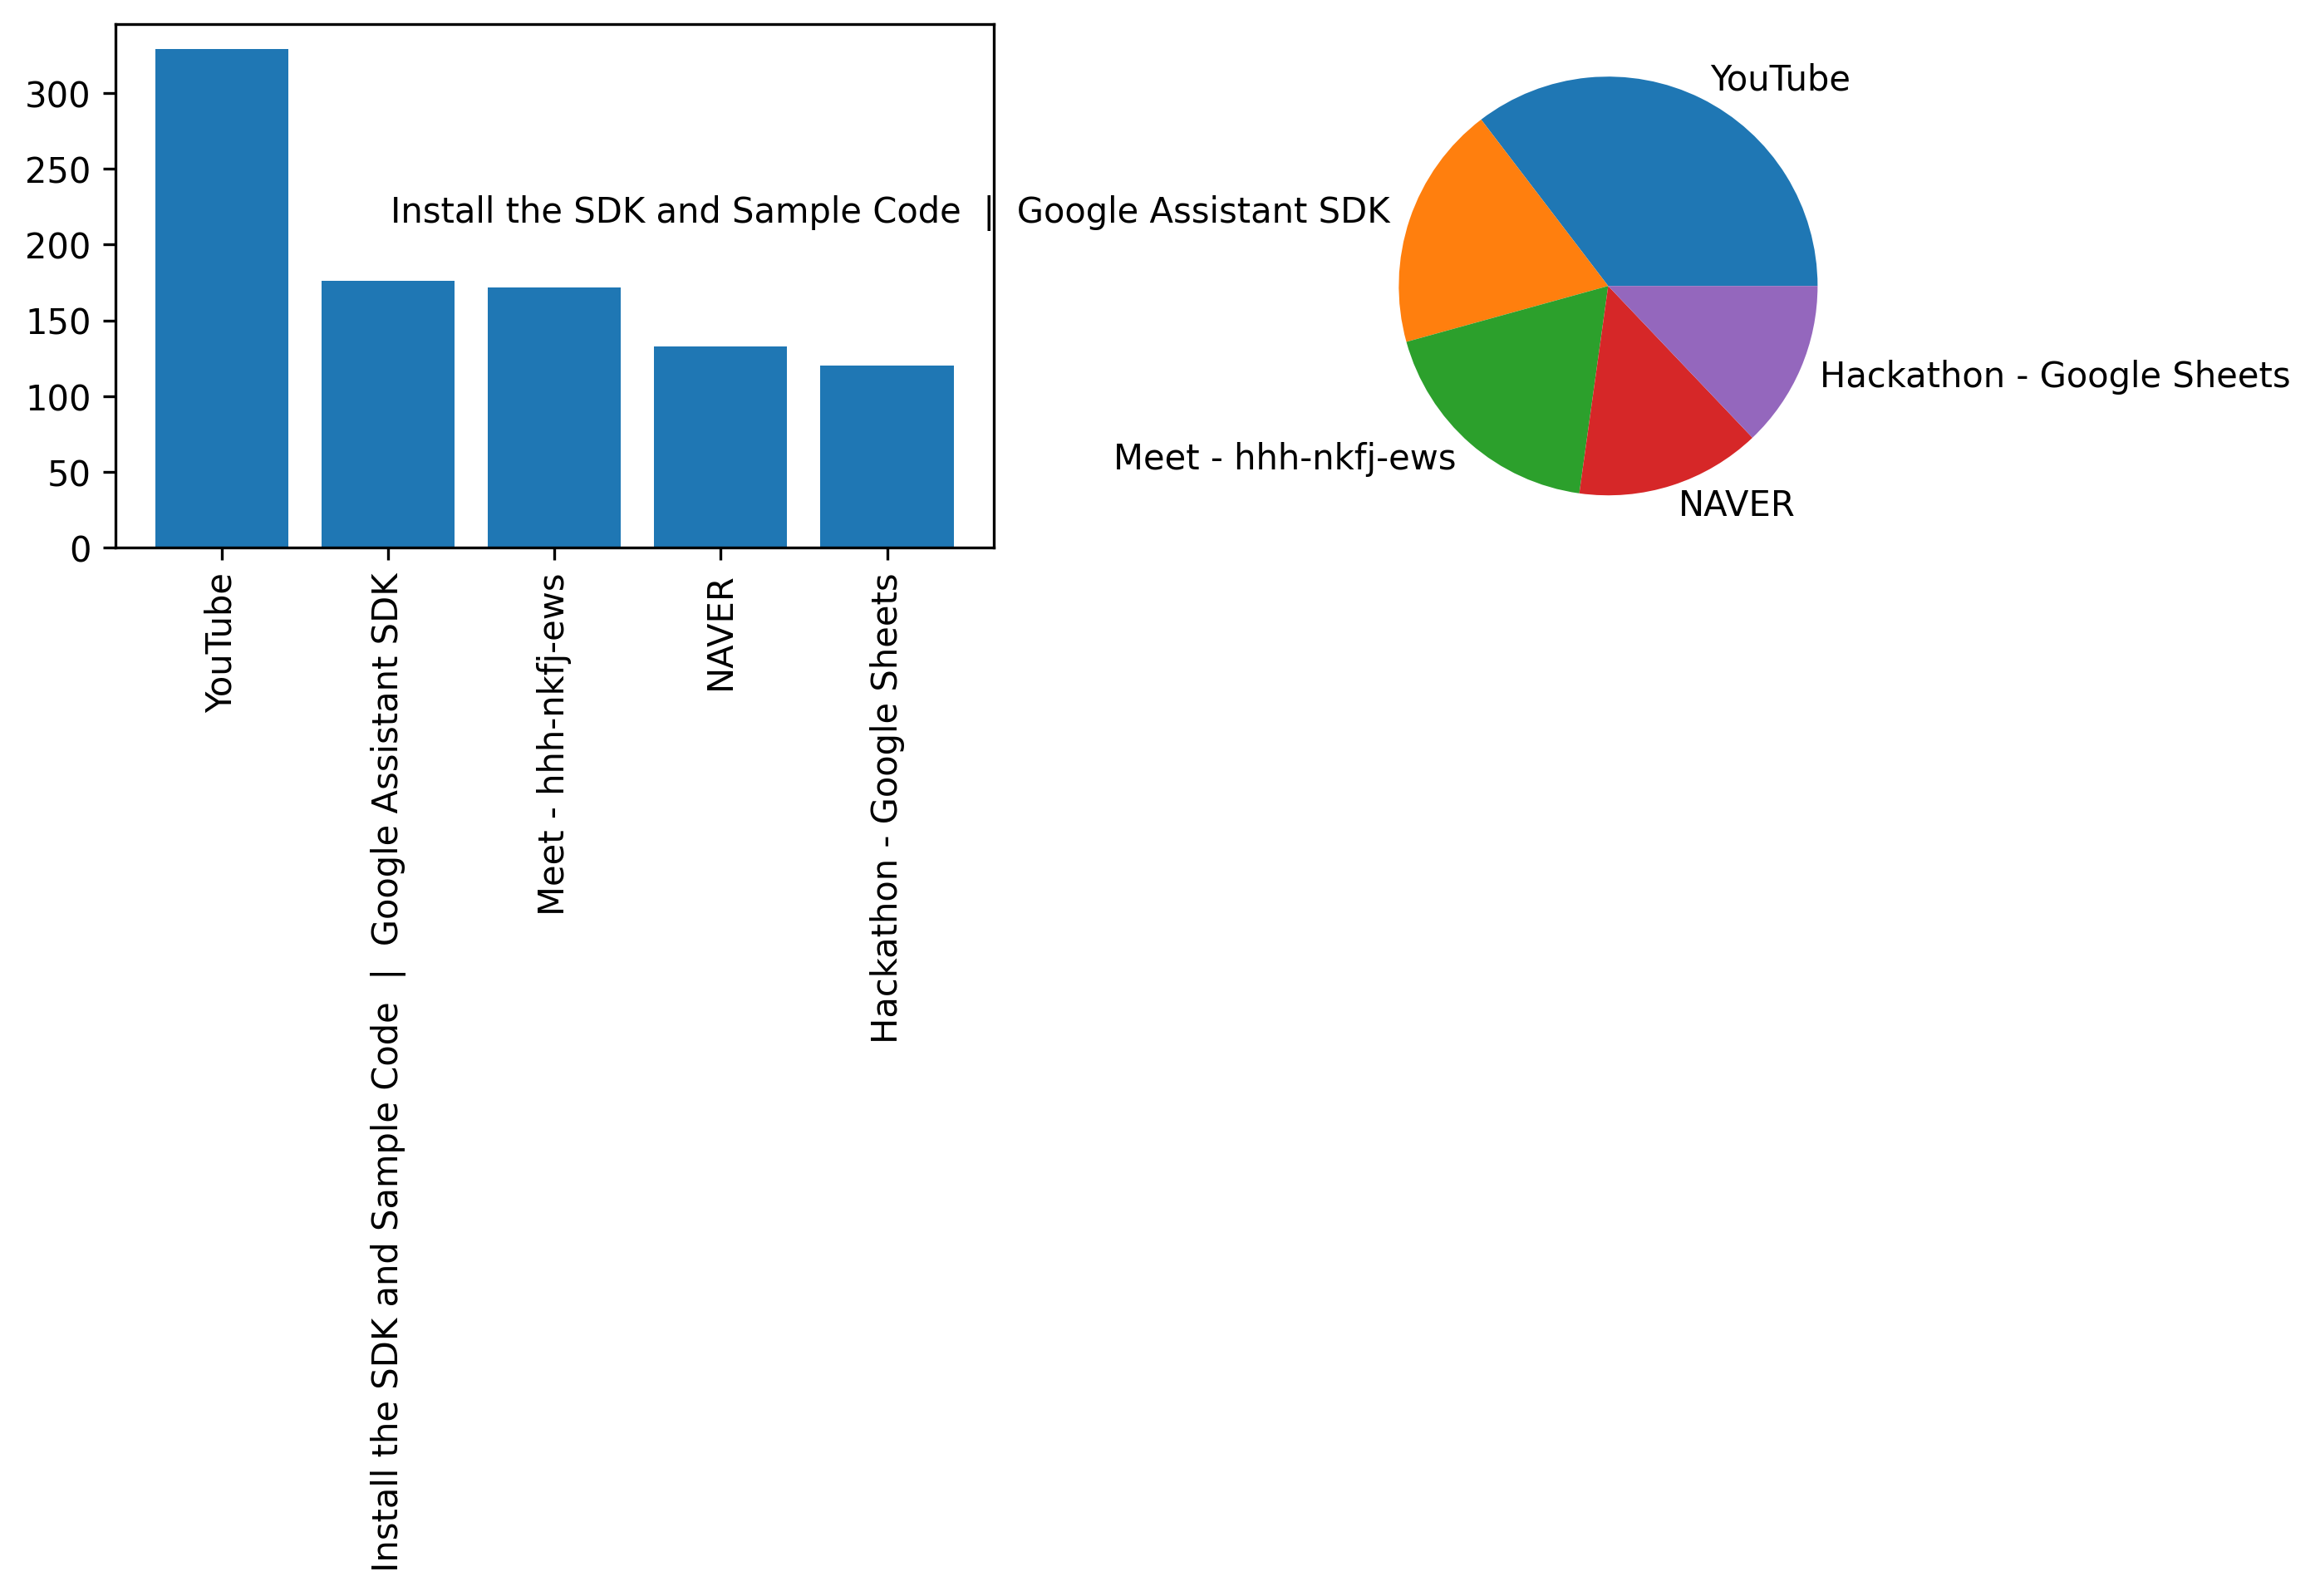 300
250
200
150
100
50
0
YouTube
Install the SDK and Sample Code | Google Assistant SDK
Meet - hhh-nkfj-ews
NAVER
Hackathon - Google Sheets
YouTube
Install the SDK and Sample Code | Google Assistant SDK
Meet - hhh-nkfj-ews
NAVER
Hackathon - Google Sheets